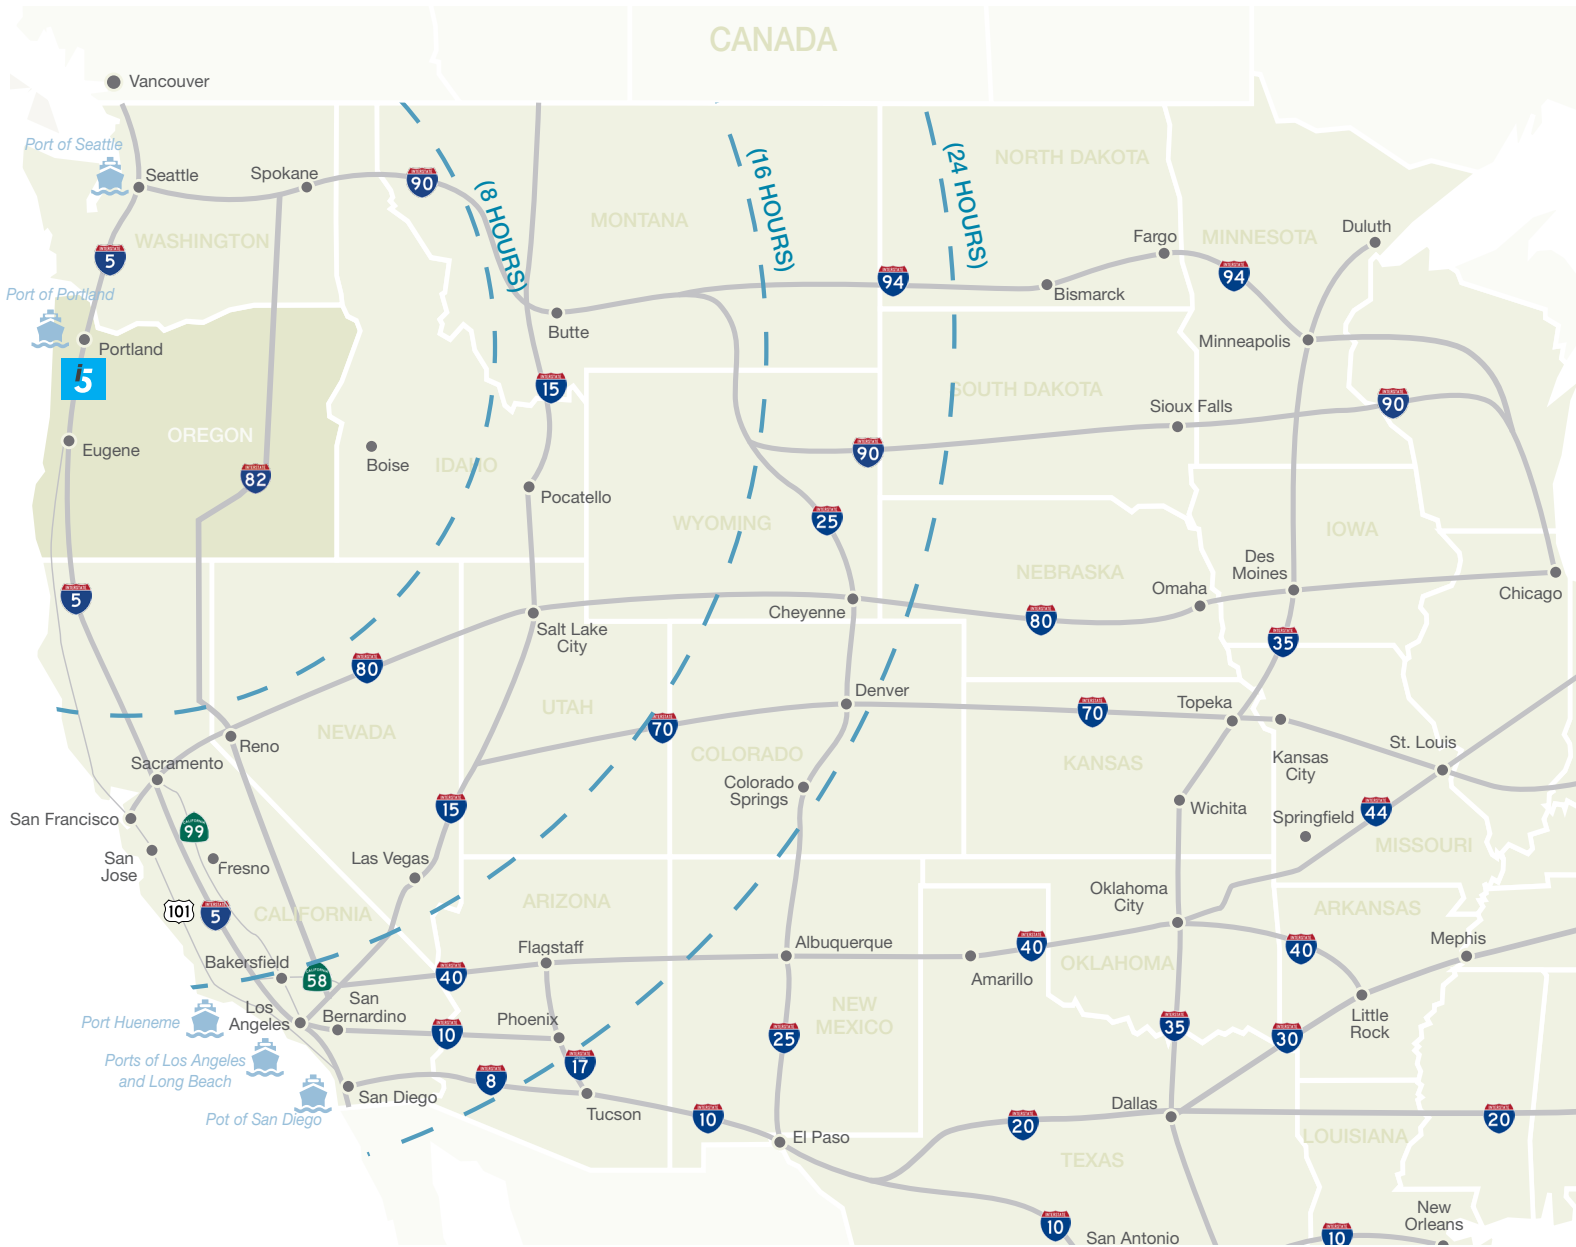 CANADA
Vancouver
Port of Seattle
Seattle
Spokane
INTERSTATE
90
(8 HOURS)
MONTANA
(16 HOURS)
(24 HOURS)
NORTH DAKOTA
Duluth
WASHINGTON
Fargo
MINNESOTA
5
94
94
Port of Portland
Bismarck
Butte
Portland
Minneapolis
i5
15
SOUTH DAKOTA
Sioux Falls
90
OREGON
Eugene
Boise
IDAHO
90
82
Pocatello
WYOMING
25
IOWA
Des
Moines
NEBRASKA
Omaha
Chicago
5
Cheyenne
80
Salt Lake
City
35
80
Denver
UTAH
Topeka
70
70
NEVADA
Reno
COLORADO
KANSAS
Kansas
City
St. Louis
Sacramento
Colorado
Springs
15
Wichita
44
San Francisco
CALIFORNIA
99
Springfield
MISSOURI
San
Jose
Fresno
Las Vegas
Oklahoma
City
ARIZONA
101
5
CALIFORNIA
ARKANSAS
Flagstaff
Albuquerque
40
40
Mephis
Bakersfield
CALIFORNIA
58
40
Amarillo
OKLAHOMA
Los
Angeles
San
Bernardino
NEW
MEXICO
Little
Rock
Port Hueneme
Phoenix
10
25
35
30
Ports of Los Angeles
and Long Beach
17
8
San Diego
Tucson
Dallas
Pot of San Diego
10
20
20
El Paso
LOUISIANA
TEXAS
New
Orleans
10
San Antonio
10